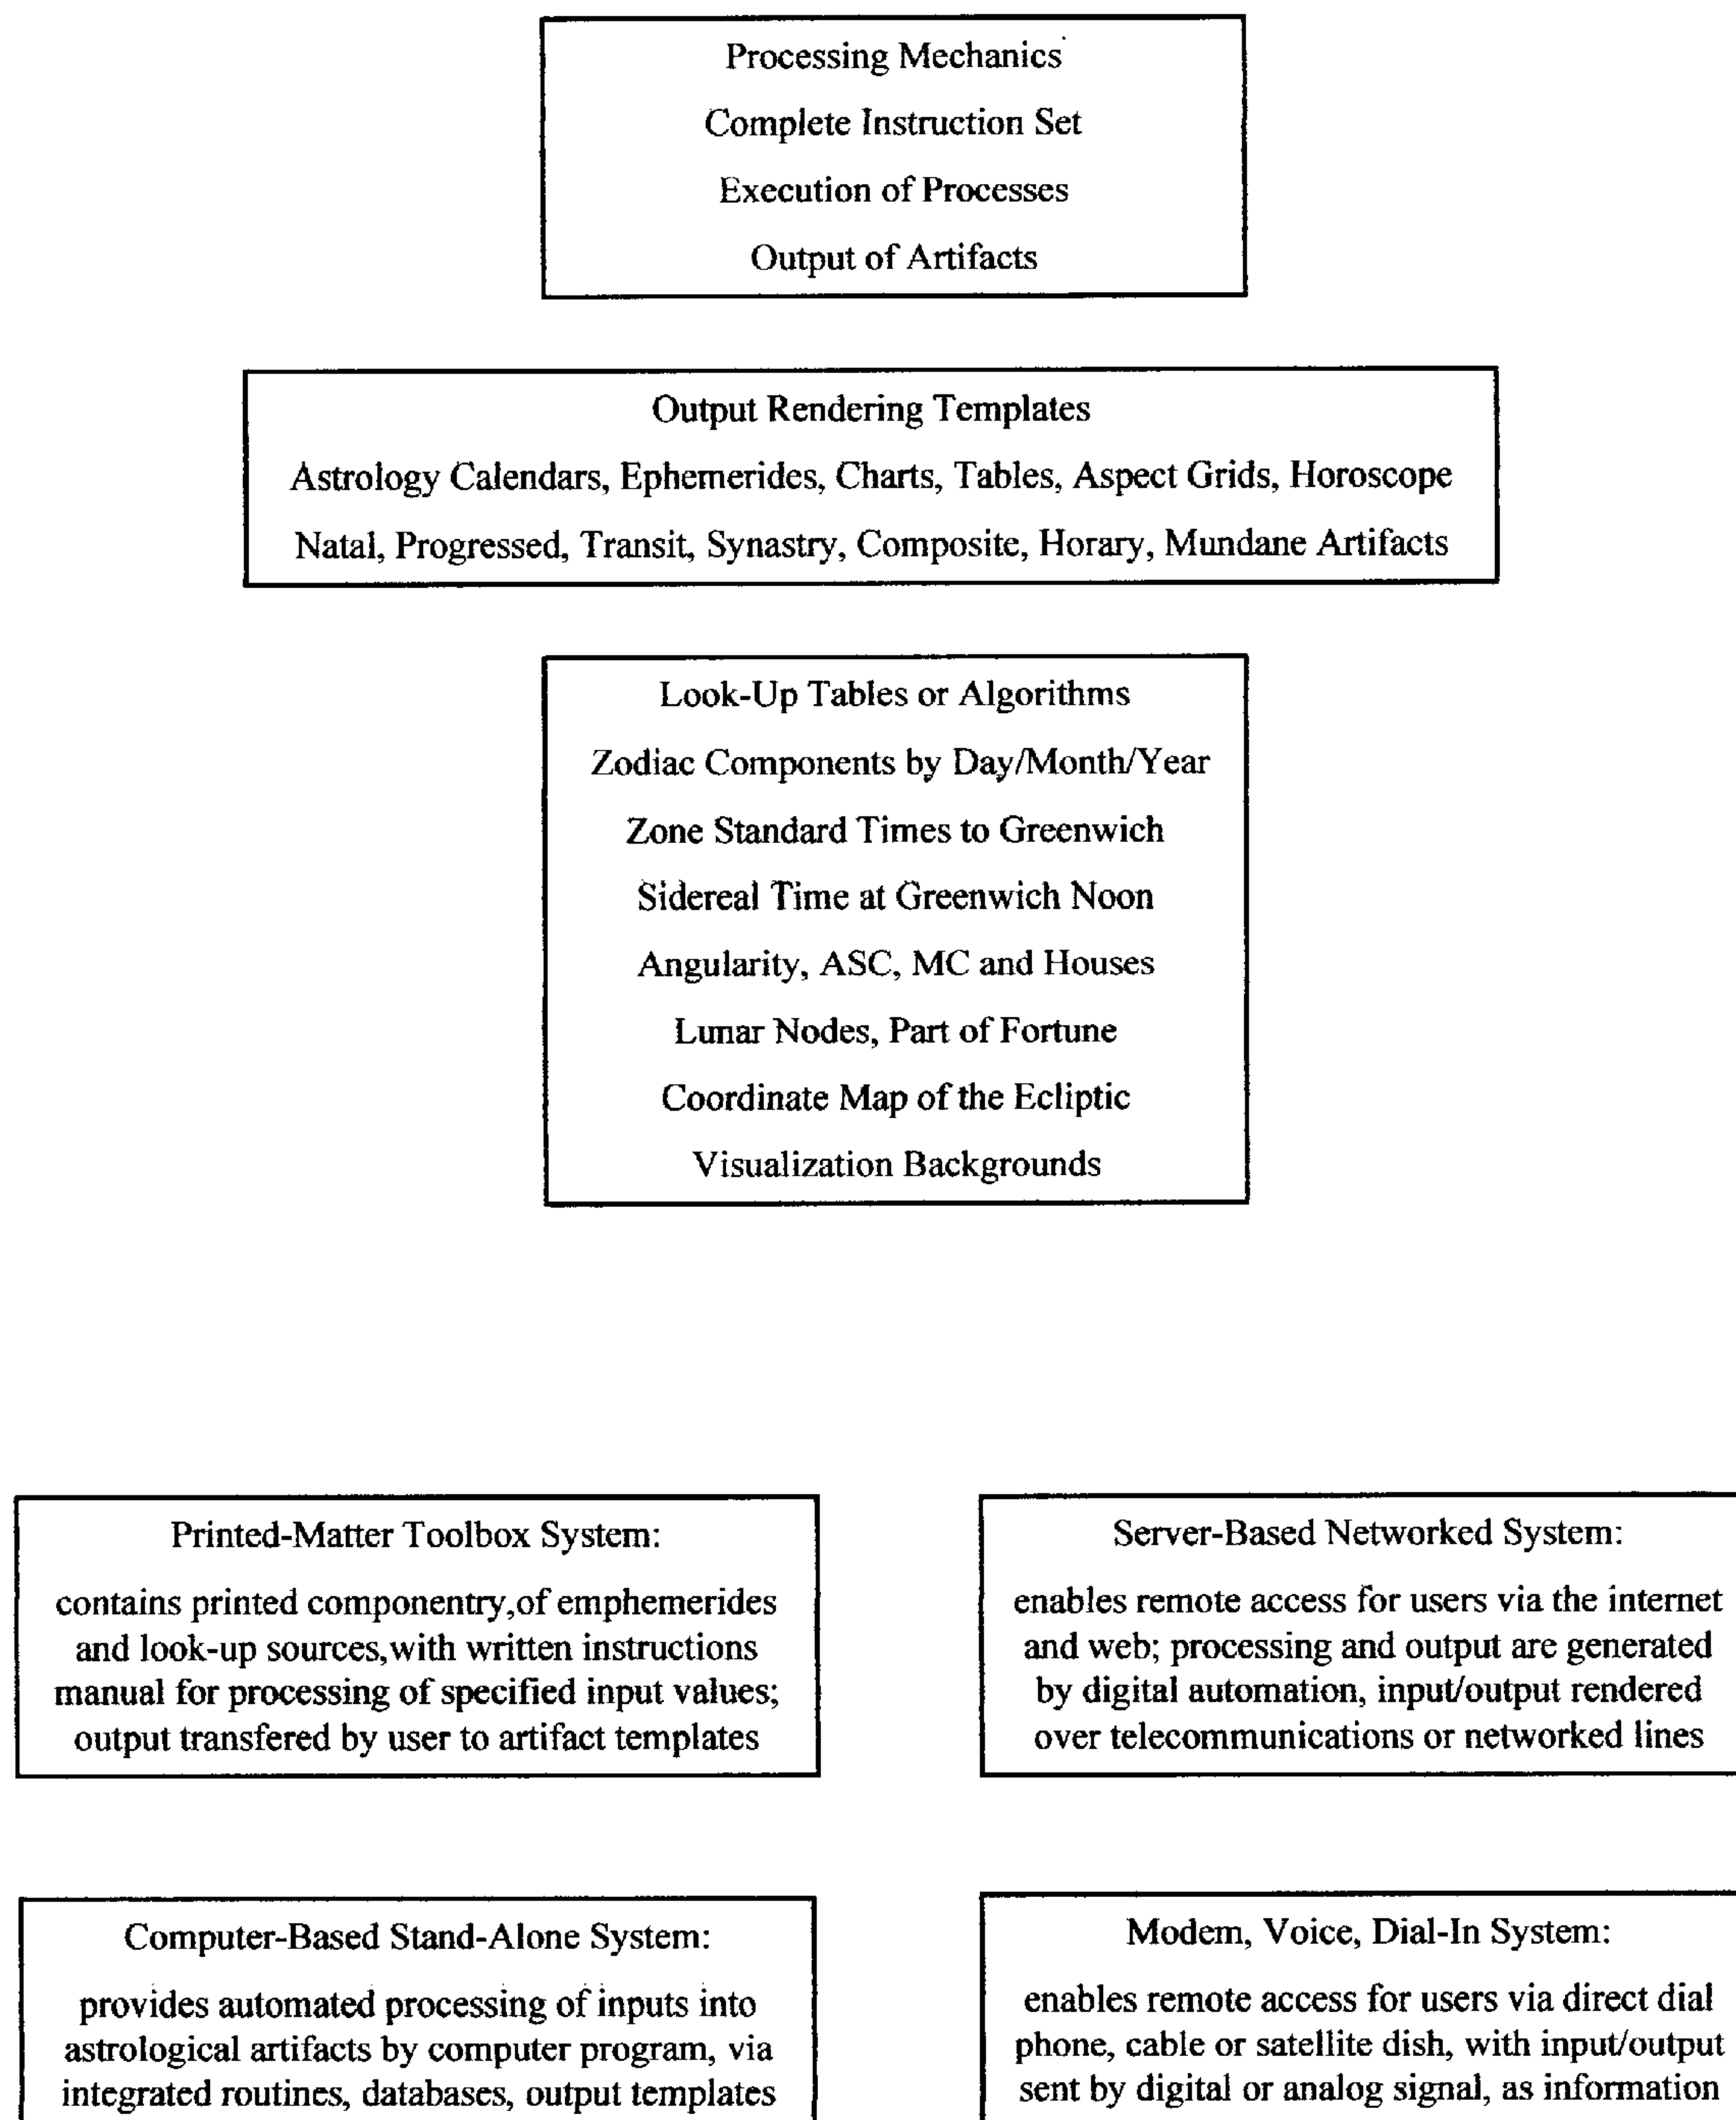 Processing Mechanics
Complete Instruction Set
Execution of Processes
Output of Artifacts
Output Rendering Templates
Astrology Calendars, Ephemerides, Charts, Tables, Aspect Grids, Horoscope
Natal, Progressed, Transit, Synastry, Composite, Horary, Mundane Artifacts
Look-Up Tables or Algorithms
Zodiac Components by Day/Month/Year
Zone Standard Times to Greenwich
Sidereal Time at Greenwich Noon
Angularity, ASC, MC and Houses
Lunar Nodes, Part of Fortune
Coordinate Map of the Ecliptic
Visualization Backgrounds
Printed-Matter Toolbox System:
contains printed componentry,of emphemerides
and look-up sources,with written instructions
manual for processing of specified input values;
output transfered by user to artifact templates
Server-Based Networked System:
enables remote access for users via the internet
and web; processing and output are generated
by digital automation, input/output rendered
over telecommunications or networked lines
Computer-Based Stand-Alone System:
provides automated processing of inputs into
astrological artifacts by computer program, via
integrated routines, databases, output templates
Modem, Voice, Dial-In System:
enables remote access for users via direct dial
phone, cable or satellite dish, with input/output
sent by digital or analog signal, as information